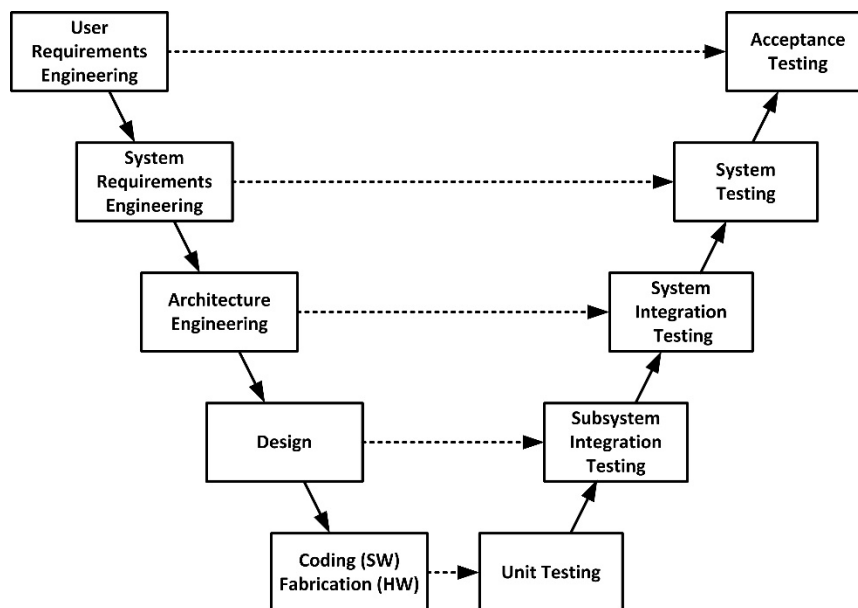 User
Requirements
Engineering
Acceptance
Testing
System
Requirements
Engineering
System
Testing
Architecture
Engineering
System
Integration
Testing
Design
Subsystem
Integration
Testing
Coding (SW)
Fabrication (HW)
Unit Testing